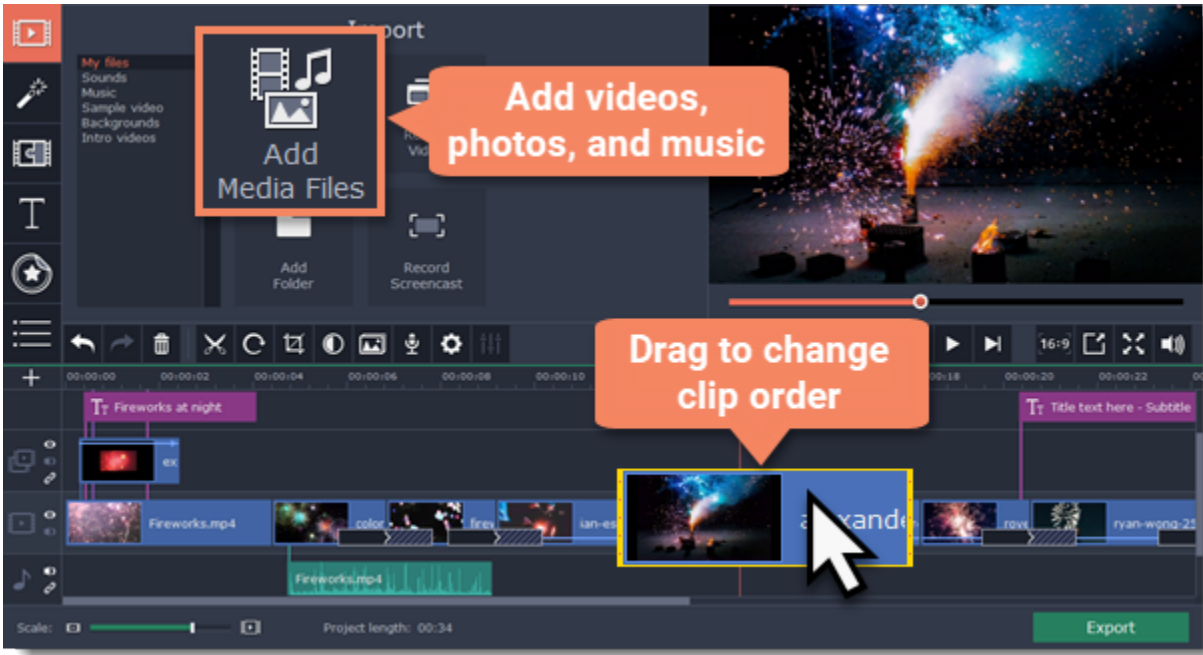 Import
My files
Sounds
Music
Sample video
Backgrounds
Intro videos
Add
Media Files
Add videos,
photos, and music
Add
Folder
Record
Screencast
Drag to change
clip order
16:9
00:00:00 00:00:02 00:00:04 00:00:06 00:00:08 00:00:10 00:00:20 00:00:22
Fireworks at night
Title text here - Subtitle
ex
Fireworks.mp4
color
ian-es
ryan-wong-23
Fireworks.mp4
Scale:
Project length: 00:34
Export